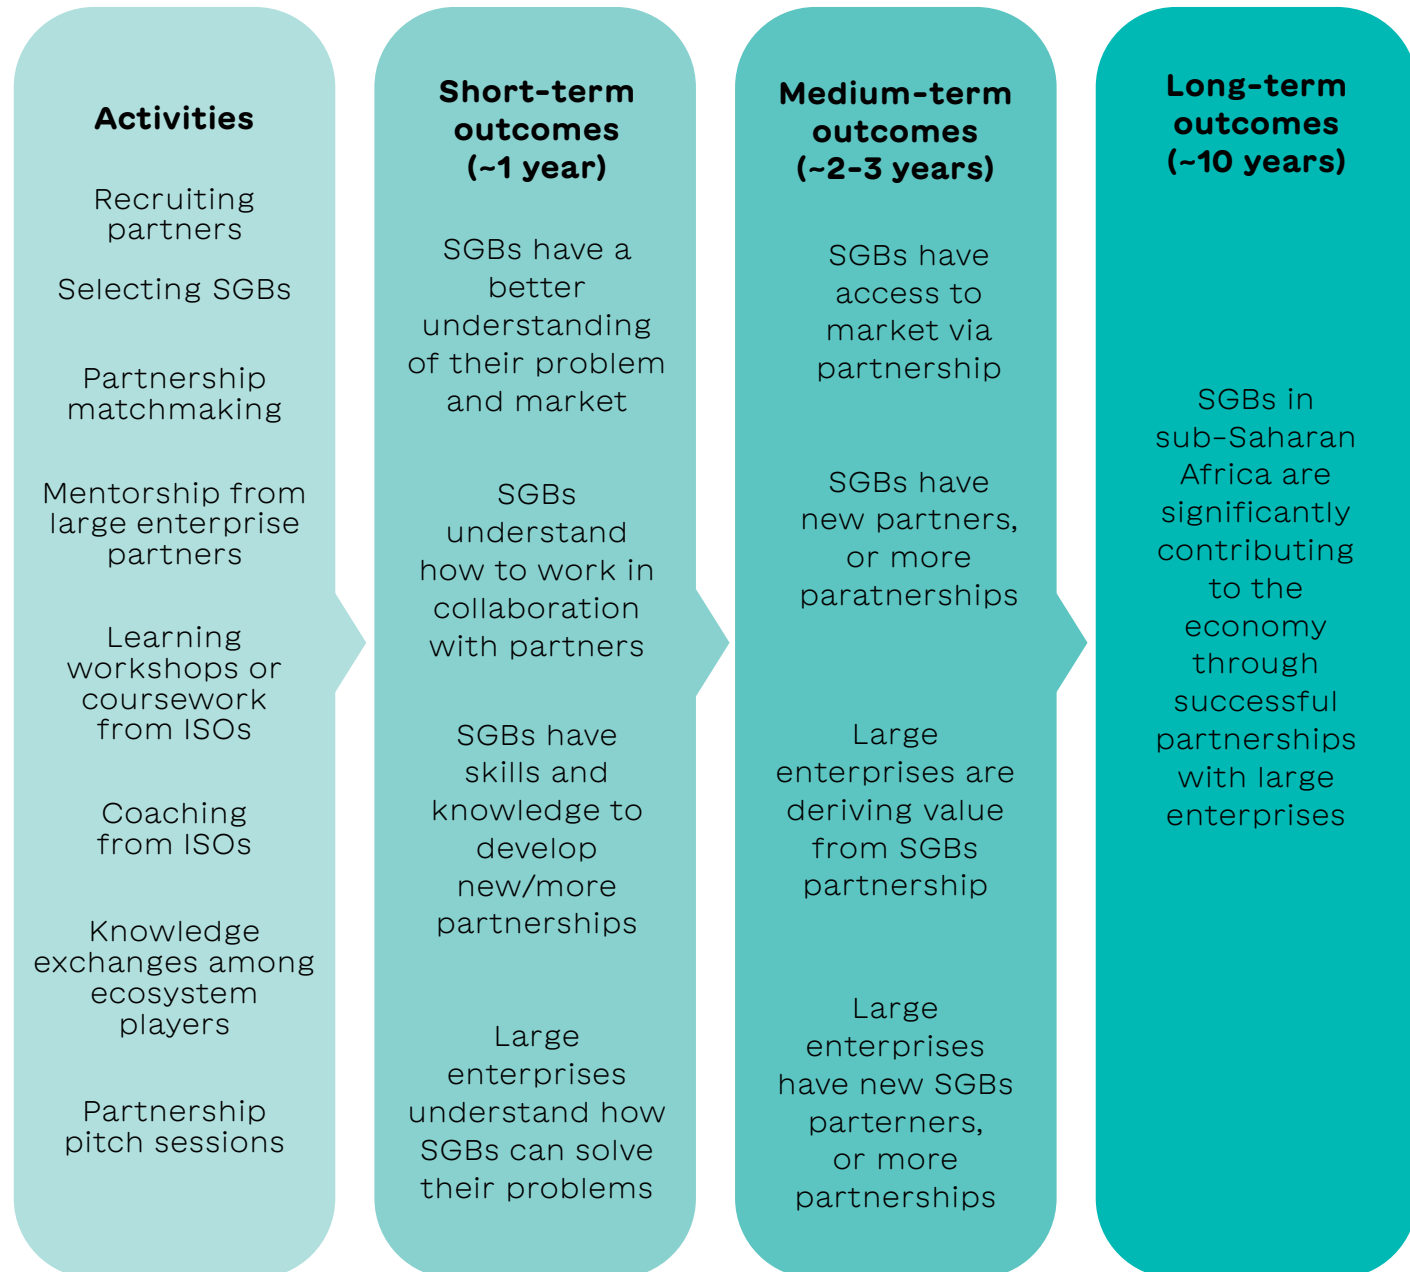 Activities
Recruiting
partners
Selecting SGBs
Partnership
matchmaking
Mentorship from
large enterprise
partners
Learning
workshops or
coursework
from ISOs
Coaching
from ISOs
Knowledge
exchanges among
ecosystem
players
Partnership
pitch sessions
Short-term
outcomes
(~1 year)
SGBs have a
better
understanding
of their problem
and market
SGBs
understand
how to work in
collaboration
with partners
SGBs have
skills and
knowledge to
develop
new/more
partnerships
Large
enterprises
understand how
SGBs can solve
their problems
Medium-term
outcomes
(~2-3 years)
SGBs have
access to
market via
partnership
SGBs have
new partners,
or more
paratnerships
Large
enterprises are
deriving value
from SGBs
partnership
Large
enterprises
have new SGBs
parterners,
or more
partnerships
Long-term
outcomes
(~10 years)
SGBs in
sub-Saharan
Africa are
significantly
contributing
to the
economy
through
successful
partnerships
with large
enterprises